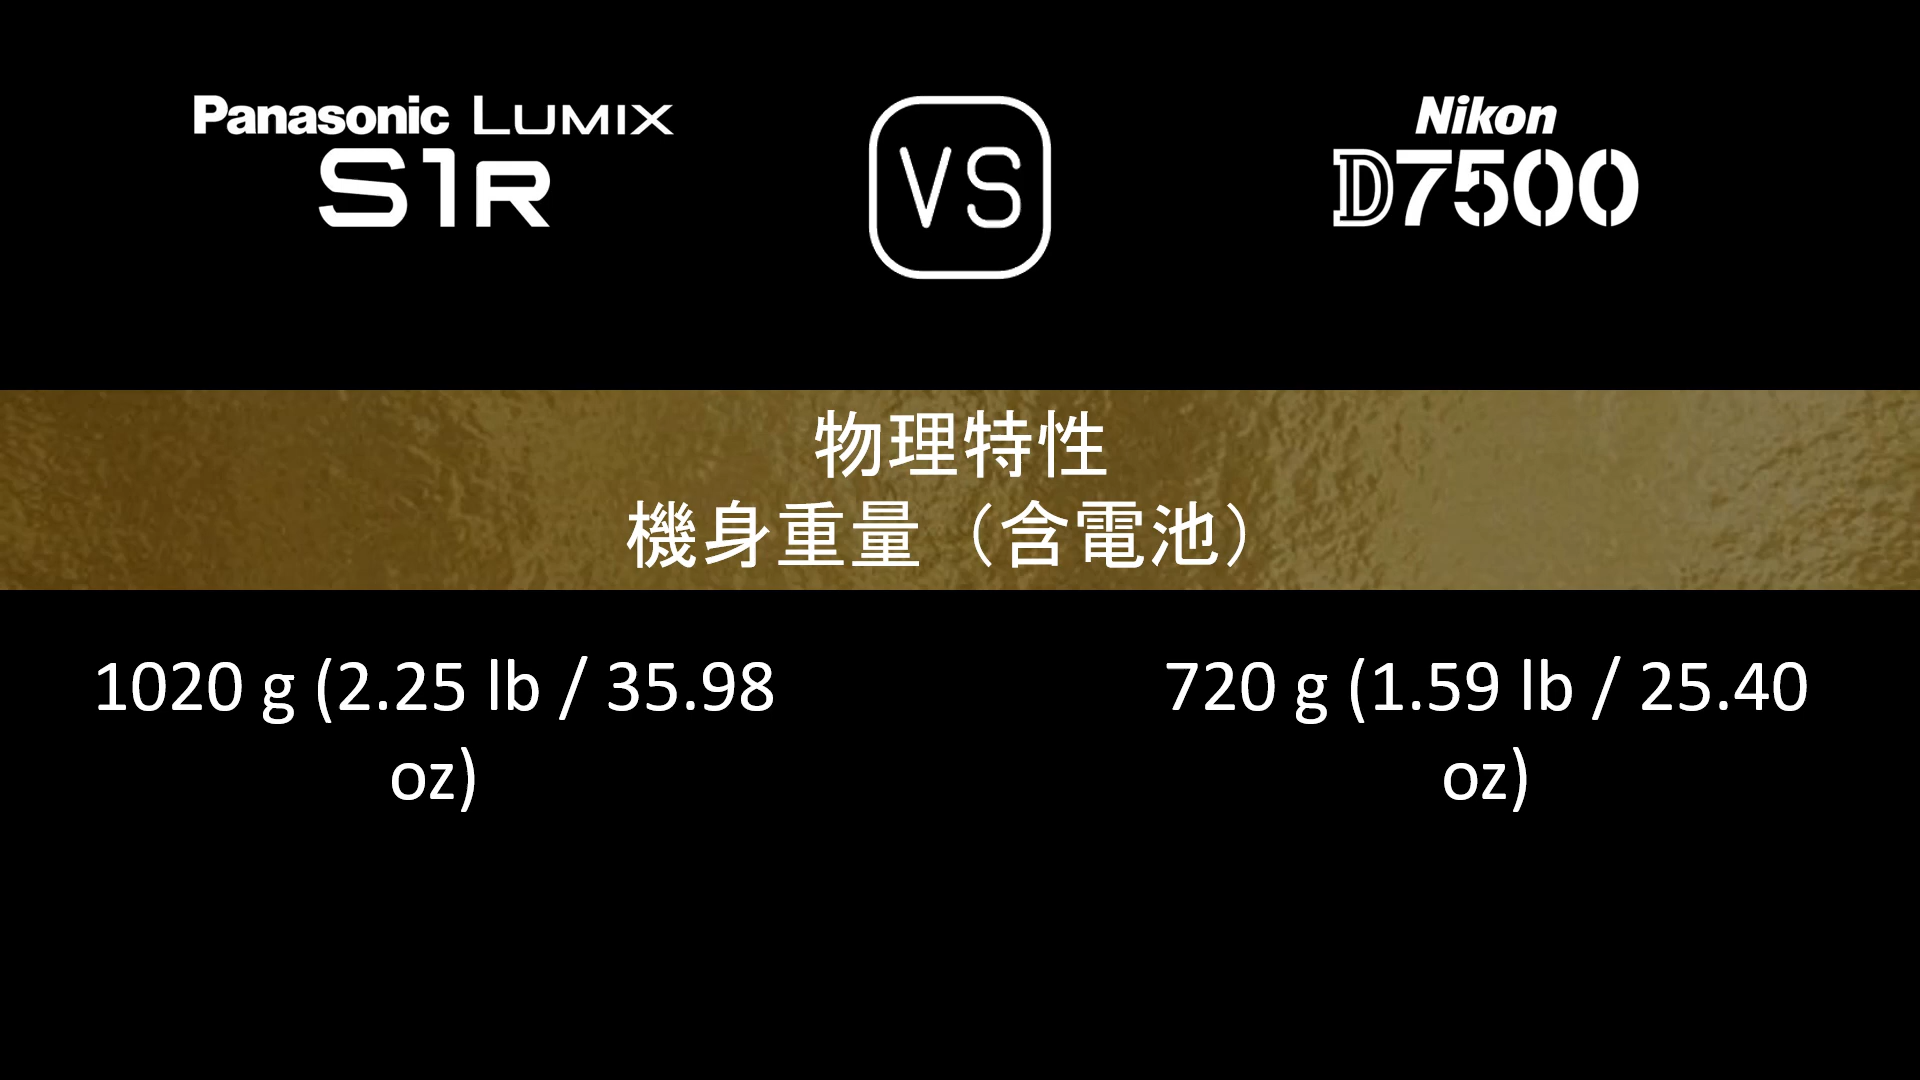 Panasonic LUMIX
S1R
VS
Nikon
D7500
物理特性
機身重量（含電池）
1020 g (2.25 lb / 35.98
oz)
720 g (1.59 lb / 25.40
oz)